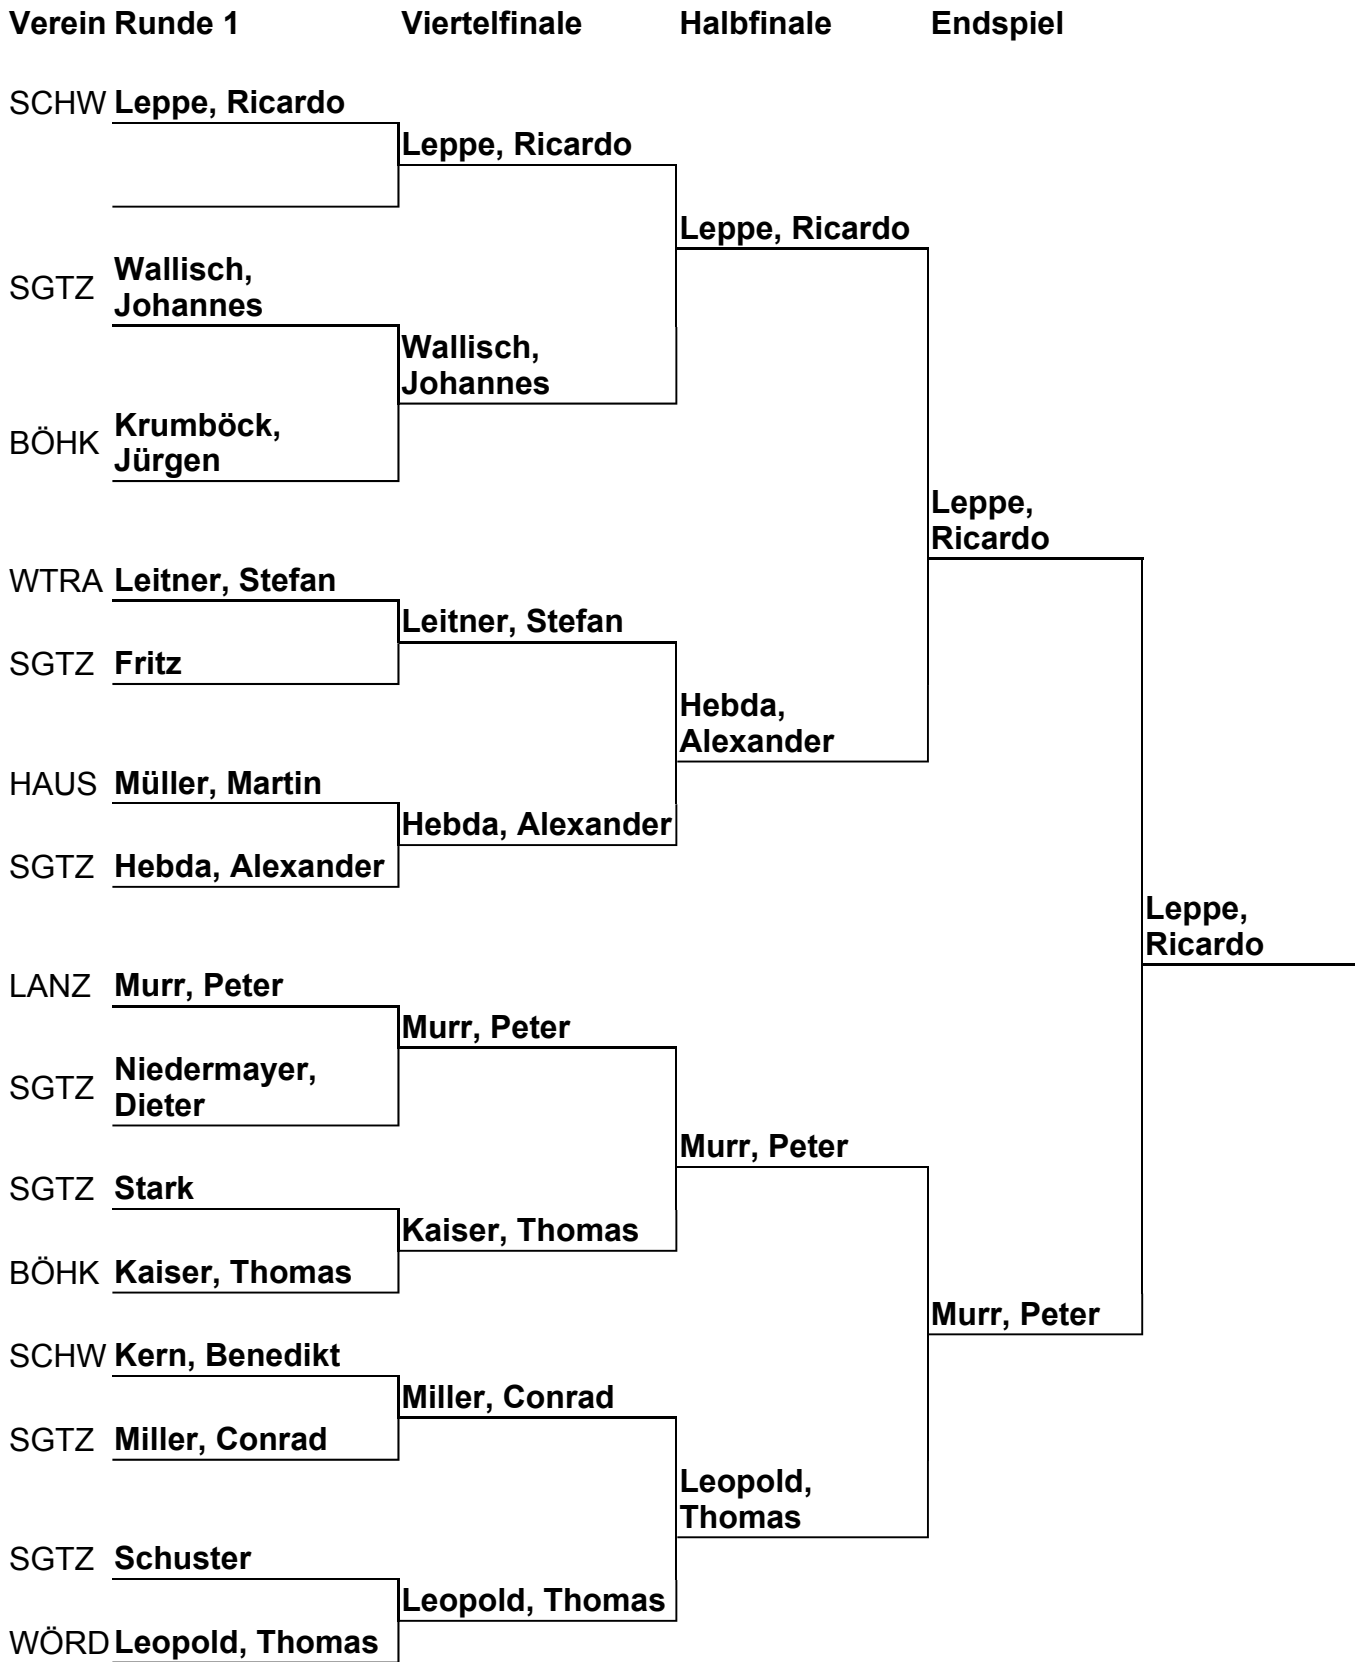 Verein Runde 1 Viertelfinale Halbfinale Endspiel
SCHW Leppe, Ricardo
Leppe, Ricardo
Leppe, Ricardo
SGTZ Wallisch,
Johannes
Wallisch,
Johannes
BÖHK Krumböck,
Jürgen
Leppe,
Ricardo
WTRA Leitner, Stefan
Leitner, Stefan
SGTZ Fritz
Hebda,
Alexander
HAUS Müller, Martin
Hebda, Alexander
SGTZ Hebda, Alexander
Leppe,
Ricardo
LANZ Murr, Peter
Murr, Peter
SGTZ Niedermayer,
Dieter
Murr, Peter
SGTZ Stark
Kaiser, Thomas
BÖHK Kaiser, Thomas
Murr, Peter
SCHW Kern, Benedikt
Miller, Conrad
SGTZ Miller, Conrad
Leopold,
Thomas
SGTZ Schuster
Leopold, Thomas
WÖRD Leopold, Thomas